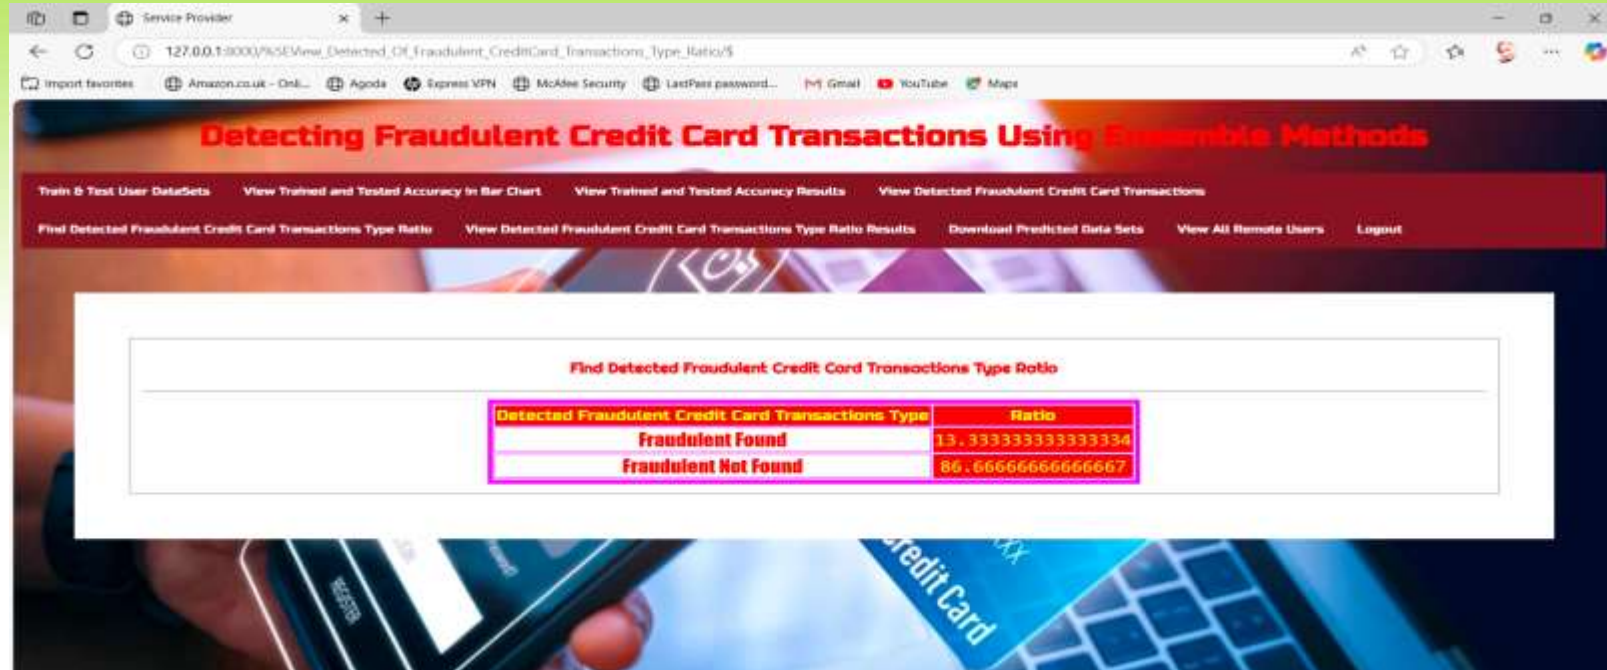 Service Provider
127.0.0.1:8000/%5EView_Detected_Of_Fraudulent_CreditCard_Transactions_Type_Ratio/$
Import favorites Amazon.co.uk - Onli... Agoda Express VPN McAfee Security LastPass password... Gmail YouTube Maps
Detecting Fraudulent Credit Card Transactions Using Ensemble Methods
Train & Test User DataSets View Trained and Tested Accuracy in Bar Chart View Trained and Tested Accuracy Results View Detected Fraudulent Credit Card Transactions
Find Detected Fraudulent Credit Card Transactions Type Ratio View Detected Fraudulent Credit Card Transactions Type Ratio Results Download Predicted Data Sets View All Remote Users Logout
Find Detected Fraudulent Credit Card Transactions Type Ratio
Detected Fraudulent Credit Card Transactions Type Ratio
Fraudulent Found 13.333333333333334
Fraudulent Not Found 86.66666666666667
REGISTER
XXX
Credit Card